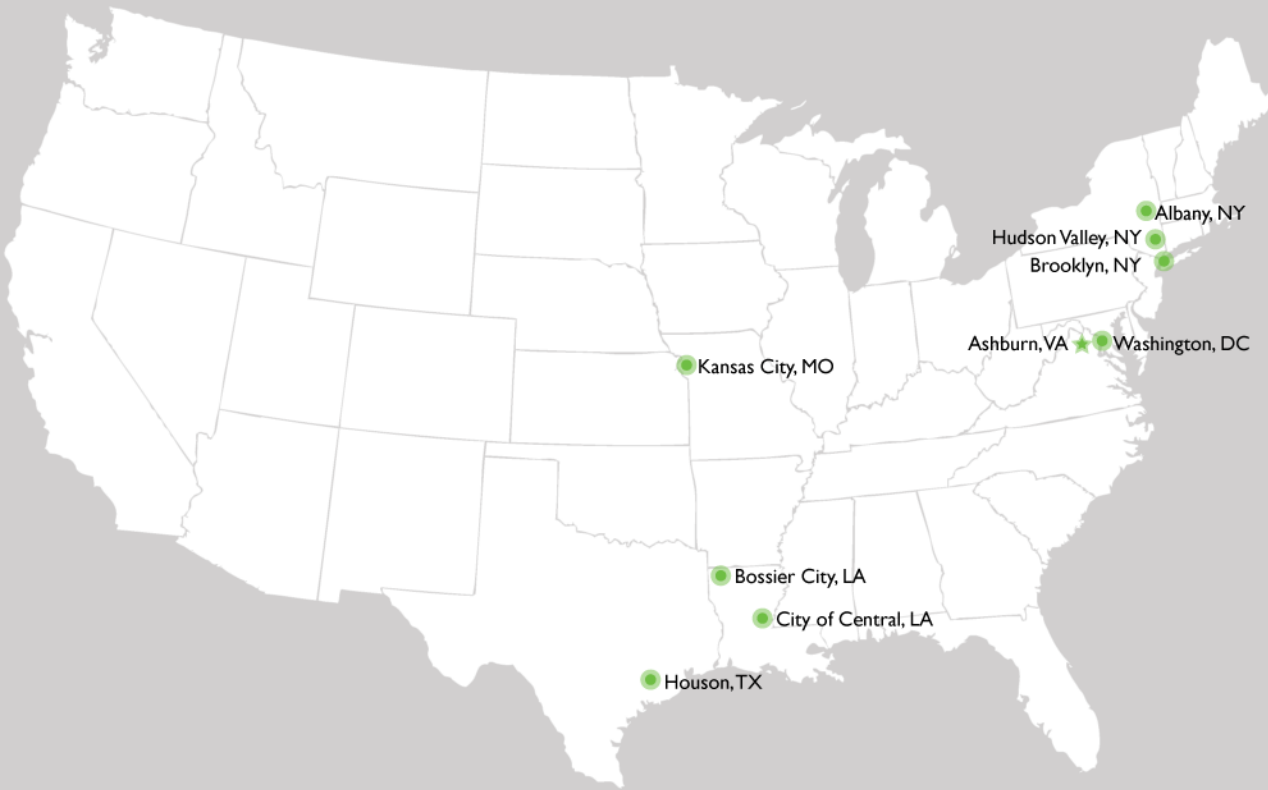 Albany, NY
Hudson Valley, NY
Brooklyn, NY
Ashburn, VA
Washington, DC
Kansas City, MO
Bossier City, LA
City of Central, LA
Houson, TX